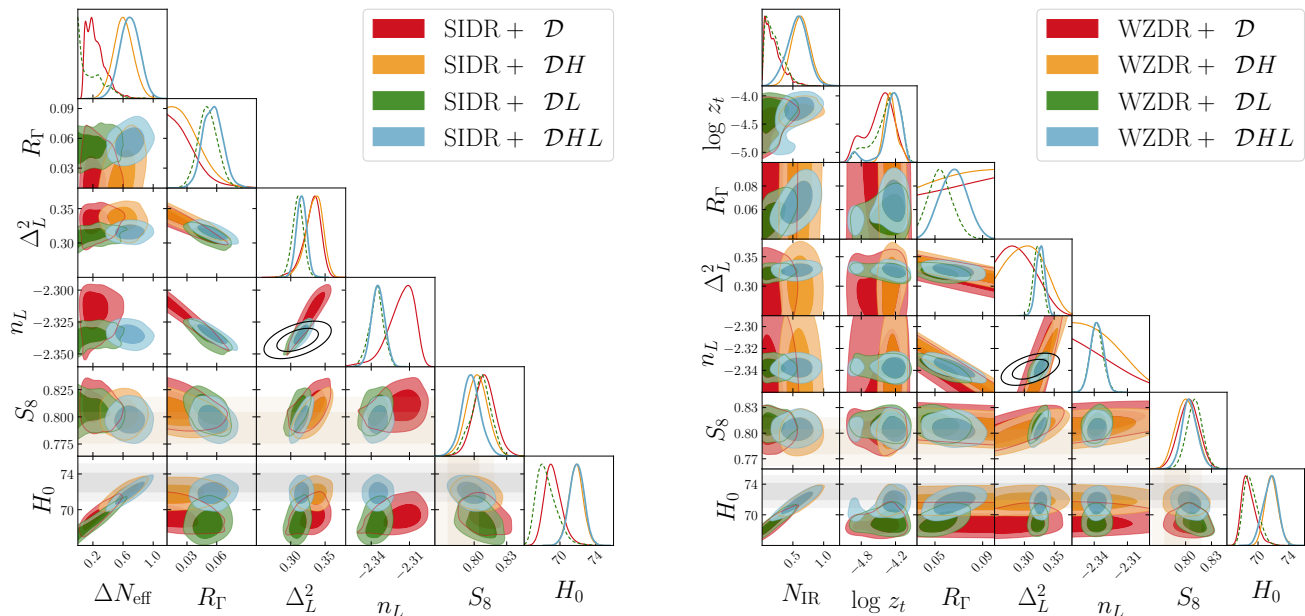 SIDR + 𝒟
SIDR + 𝒟H
SIDR + 𝒟L
SIDR + 𝒟HL
0.09
0.06
0.03
R_Γ
0.35
0.30
Δ²_L
−2.300
−2.325
−2.350
n_L
0.825
0.800
0.775
S_8
74
70
H_0
0.2 0.6 1.0
0.03 0.06
0.30 0.35
−2.34 −2.31
0.80 0.83
70 74
ΔN_eff R_Γ Δ²_L n_L S_8 H_0
WZDR + 𝒟
WZDR + 𝒟H
WZDR + 𝒟L
WZDR + 𝒟HL
−4.0
−4.5
−5.0
log z_t
0.08
0.06
R_Γ
0.35
0.30
Δ²_L
−2.30
−2.32
−2.34
n_L
0.83
0.80
0.77
S_8
74
70
H_0
0.5 1.0
−4.8 −4.2
0.05 0.09
0.30 0.35
−2.34 −2.31
0.80 0.83
70 74
N_IR log z_t R_Γ Δ²_L n_L S_8 H_0